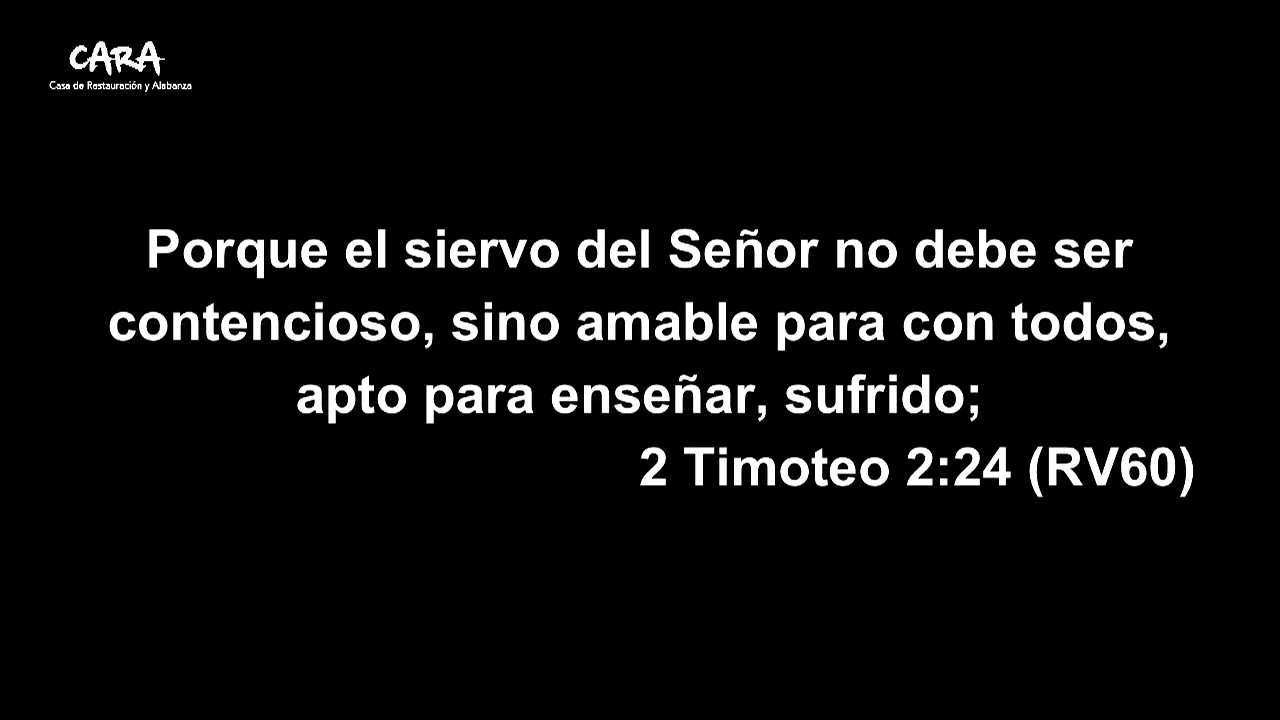 CARA
Casa de Restauración y Alabanza
Porque el siervo del Señor no debe ser
contencioso, sino amable para con todos,
apto para enseñar, sufrido;
2 Timoteo 2:24 (RV60)